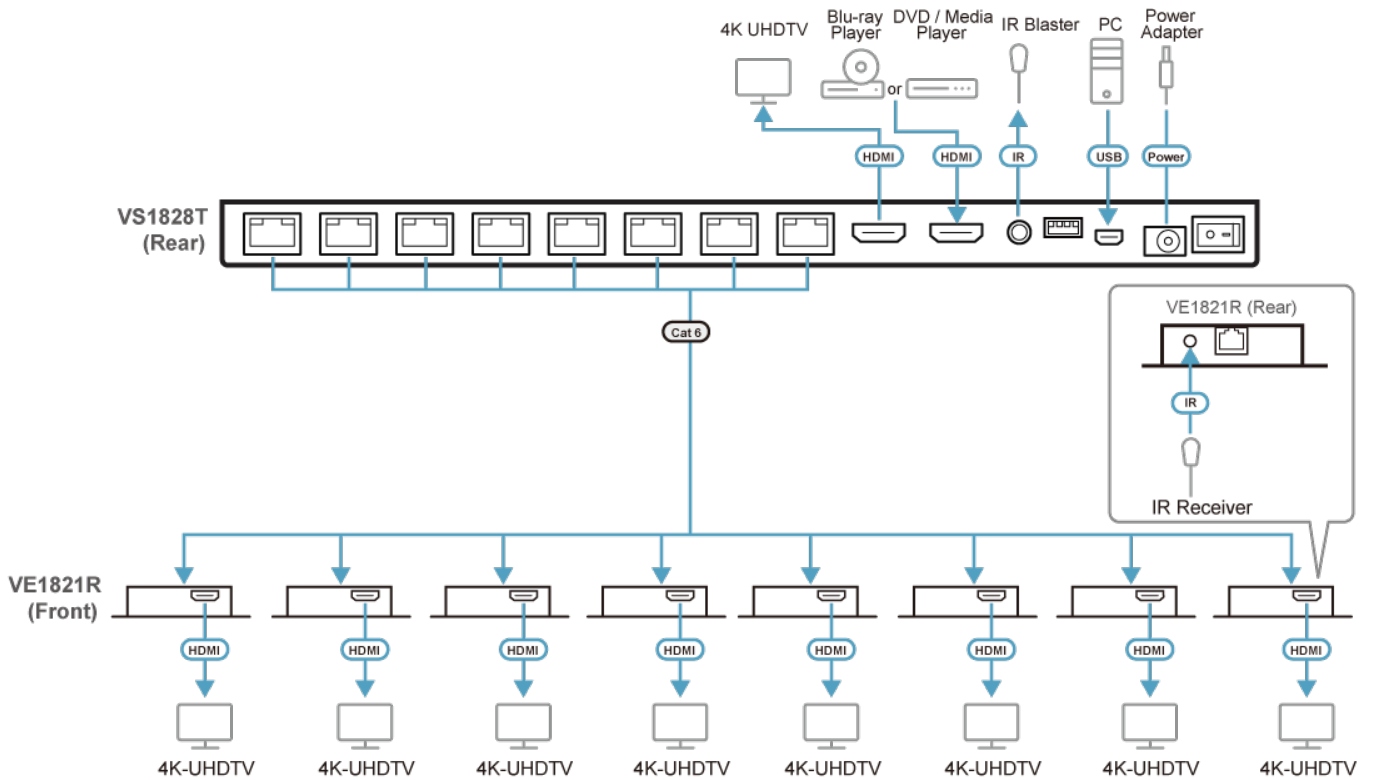 4K UHDTV
Blu-ray
Player
DVD / Media
Player
IR Blaster
PC
Power
Adapter
or
HDMI
HDMI
IR
USB
Power
VS1828T
(Rear)
Cat 6
VE1821R (Rear)
IR
IR Receiver
VE1821R
(Front)
HDMI
HDMI
HDMI
HDMI
HDMI
HDMI
HDMI
HDMI
4K-UHDTV
4K-UHDTV
4K-UHDTV
4K-UHDTV
4K-UHDTV
4K-UHDTV
4K-UHDTV
4K-UHDTV